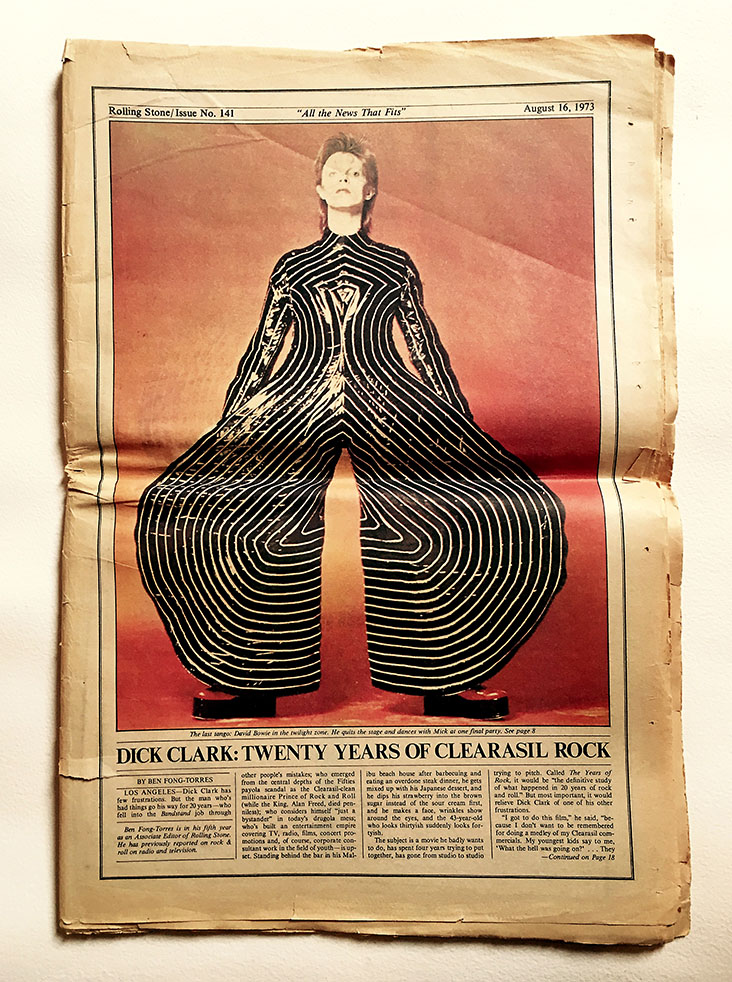 Rolling Stone/Issue No. 141 "All the News That Fits" August 16, 1973
The last tango: David Bowie in the twilight zone. He quits the stage and dances with Mick at one final party. See page 8
DICK CLARK: TWENTY YEARS OF CLEARASIL ROCK
BY BEN FONG-TORRES
LOS ANGELES—Dick Clark has
few frustrations. But the man who's
had things go his way for 20 years—who
fell into the Bandstand job through
Ben Fong-Torres is in his fifth year
as an Associate Editor of Rolling Stone.
He has previously reported on rock &
roll on radio and television.
other people's mistakes; who emerged
from the central depths of the Fifties
payola scandal as the Clearasil-clean
millionaire Prince of Rock and Roll
(while the King, Alan Freed, died pen-
niless); who considers himself "just a
bystander" in today's drugola mess;
who's built an entertainment empire
covering TV, radio, films, concert pro-
motions and, of course, corporate con-
sultant work in the field of youth—is up-
set. Standing behind the bar in his Mal-
ibu beach house after barbecuing and
eating an overdone steak dinner, he gets
mixed up with his Japanese dessert, and
he dips his strawberry into the brown
sugar instead of the sour cream first,
and he makes a face, wrinkles show
around the eyes, and the 43-year-old
who looks thirtyish suddenly looks for-
tyish.
The subject is a movie he badly wants
to do, has spent four years trying to put
together, has gone from studio to studio
trying to pitch. Called The Years of
Rock, it would be "the definitive study
of what happened in 20 years of rock
and roll." But most important, it would
relieve Dick Clark of one of his other
frustrations.
"I got to do this film," he said, "be-
cause I don't want to be remembered
for doing a medley of my Clearasil com-
mercials. My youngest kids say to me,
'What the hell was going on?' . . . They
—Continued on Page 18